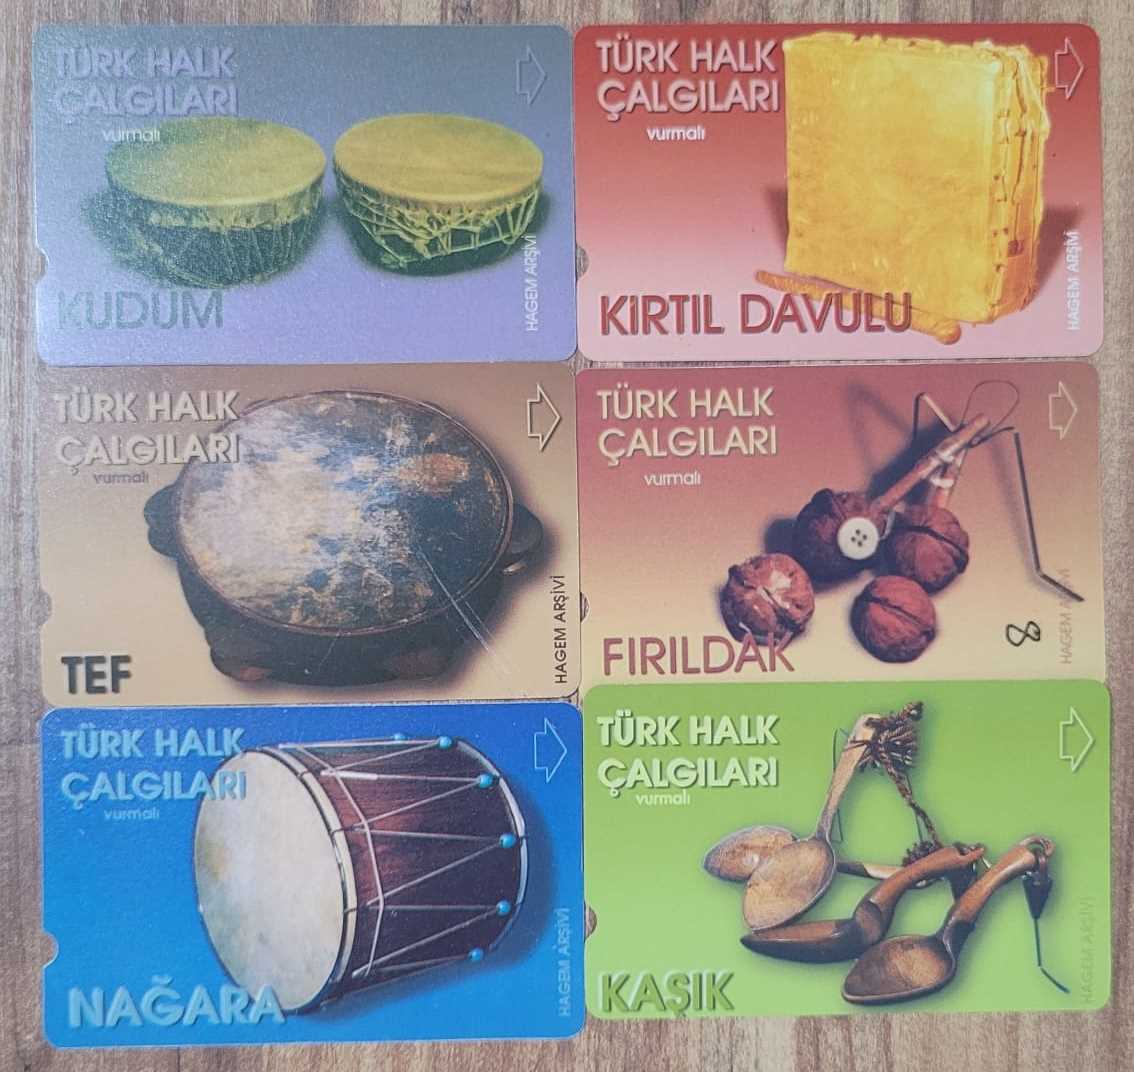 TÜRK HALK
ÇALGILARI
vurmalı
KUDÜM
HAGEM ARŞİVİ
TÜRK HALK
ÇALGILARI
vurmalı
KIRTIL DAVULU
HAGEM ARŞİVİ
TÜRK HALK
ÇALGILARI
vurmalı
TEF
HAGEM ARŞİVİ
TÜRK HALK
ÇALGILARI
vurmalı
FIRILDAK
8
HAGEM ARŞİVİ
TÜRK HALK
ÇALGILARI
vurmalı
NAĞARA
HAGEM ARŞİVİ
TÜRK HALK
ÇALGILARI
vurmalı
KAŞIK
HAGEM ARŞİVİ